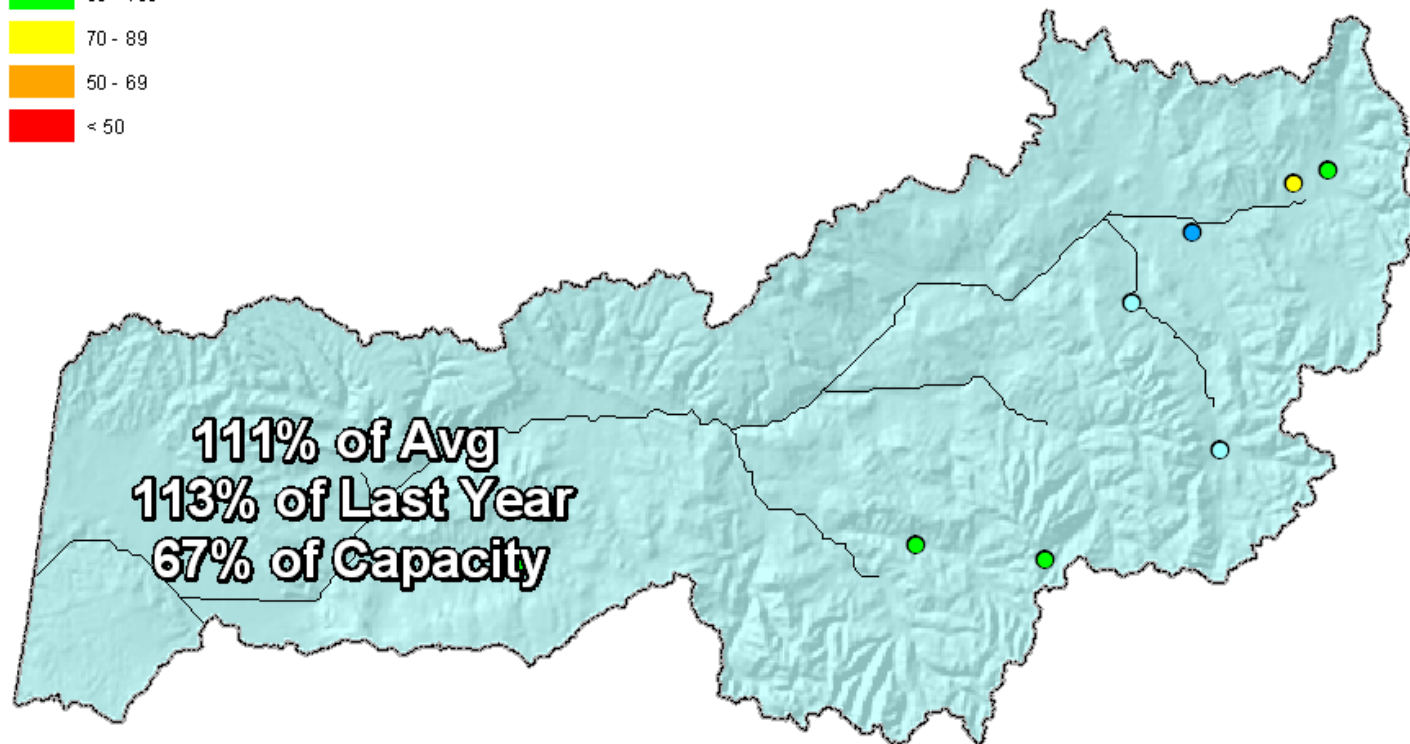 70 - 89
50 - 69
< 50
111% of Avg
113% of Last Year
67% of Capacity